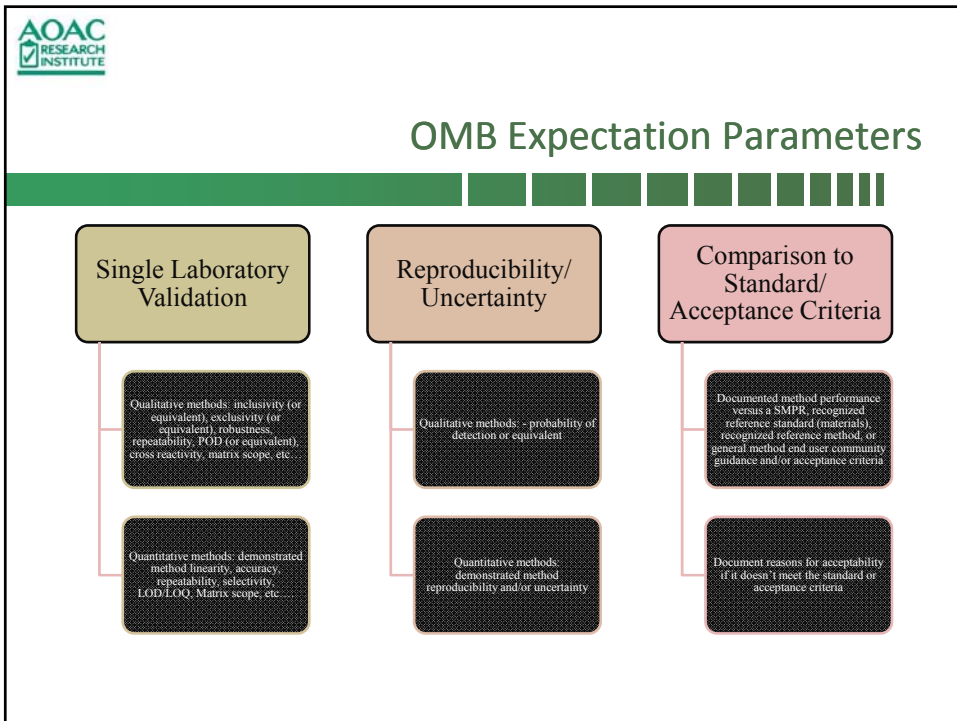 AOAC
RESEARCH
INSTITUTE
OMB Expectation Parameters
Single Laboratory
Validation
Qualitative methods: inclusivity (or
equivalent), exclusivity (or
equivalent), robustness,
repeatability, POD (or equivalent),
cross reactivity, matrix scope, etc…
Quantitative methods: demonstrated
method linearity, accuracy,
repeatability, selectivity,
LOD/LOQ, Matrix scope, etc….
Reproducibility/
Uncertainty
Qualitative methods: - probability of
detection or equivalent
Quantitative methods:
demonstrated method
reproducibility and/or uncertainty
Comparison to
Standard/
Acceptance Criteria
Documented method performance
versus a SMPR, recognized
reference standard (materials),
recognized reference method, or
general method end user community
guidance and/or acceptance criteria
Document reasons for acceptability
if it doesn't meet the standard or
acceptance criteria